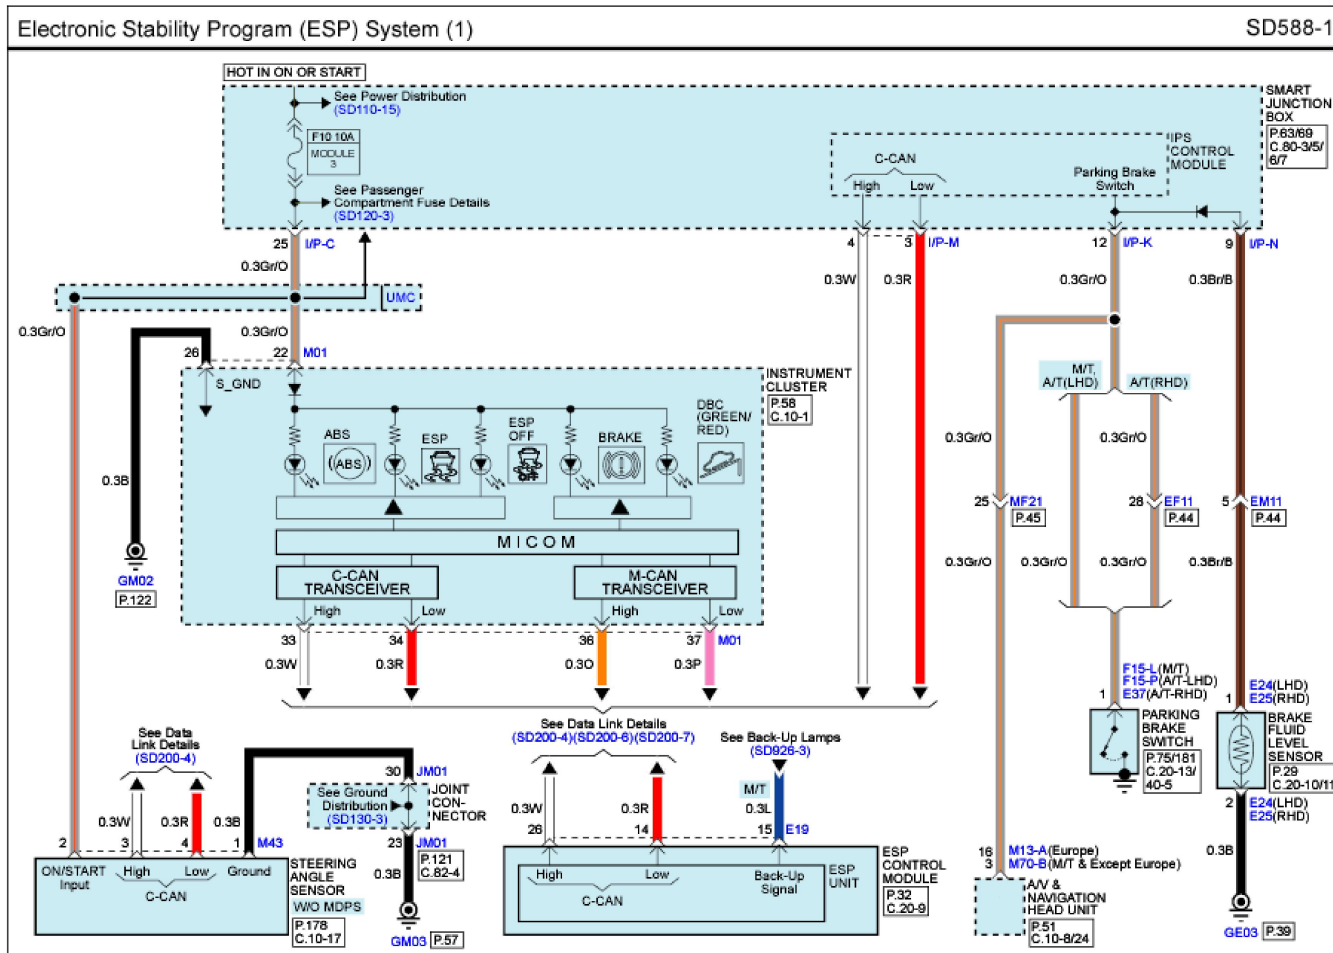 Electronic Stability Program (ESP) System (1)
SD588-1
HOT IN ON OR START
See Power Distribution
(SD110-15)
F10 10A
MODULE
3
See Passenger
Compartment Fuse Details
(SD120-3)
C-CAN
High
Low
IPS
CONTROL
MODULE
Parking Brake
Switch
SMART
JUNCTION
BOX
P.63/69
C.80-3/5/
6/7
25
I/P-C
4
3
I/P-M
12
I/P-K
9
I/P-N
0.3Gr/O
0.3W
0.3R
0.3Gr/O
0.3Br/B
UMC
0.3Gr/O
0.3Gr/O
26
22
M01
S_GND
INSTRUMENT
CLUSTER
P.58
C.10-1
ABS
(ABS)
ESP
ESP
OFF
OFF
BRAKE
DBC
(GREEN/
RED)
M/T,
A/T(LHD)
A/T(RHD)
0.3Gr/O
0.3Gr/O
0.3B
25
MF21
P.45
28
EF11
P.44
5
EM11
P.44
MICOM
C-CAN
TRANSCEIVER
M-CAN
TRANSCEIVER
High
Low
High
Low
0.3Gr/O
0.3Gr/O
0.3Gr/O
0.3Br/B
GM02
P.122
33
34
36
37
M01
0.3W
0.3R
0.3O
0.3P
F15-L(M/T)
F15-P(A/T-LHD)
1
E37(A/T-RHD)
E24(LHD)
1
E25(RHD)
See Data Link Details
(SD200-4)(SD200-6)(SD200-7)
See Back-Up Lamps
(SD926-3)
PARKING
BRAKE
SWITCH
P.75/181
C.20-13/
40-5
BRAKE
FLUID
LEVEL
SENSOR
P.29
C.20-10/11
See Data
Link Details
(SD200-4)
30
JM01
See Ground
Distribution
(SD130-3)
JOINT
CON-
NECTOR
M/T
0.3W
0.3R
0.3B
0.3W
0.3R
0.3L
2
E24(LHD)
E25(RHD)
2
3
4
1
M43
23
JM01
P.121
C.82-4
26
14
15
E19
0.3B
0.3B
ON/START
Input
High
Low
C-CAN
Ground
STEERING
ANGLE
SENSOR
W/O MDPS
P.178
C.10-17
High
Low
C-CAN
Back-Up
Signal
ESP
UNIT
ESP
CONTROL
MODULE
P.32
C.20-9
16
M13-A(Europe)
3
M70-B(M/T & Except Europe)
A/V &
NAVIGATION
HEAD UNIT
P.51
C.10-8/24
GM03
P.57
GE03
P.39